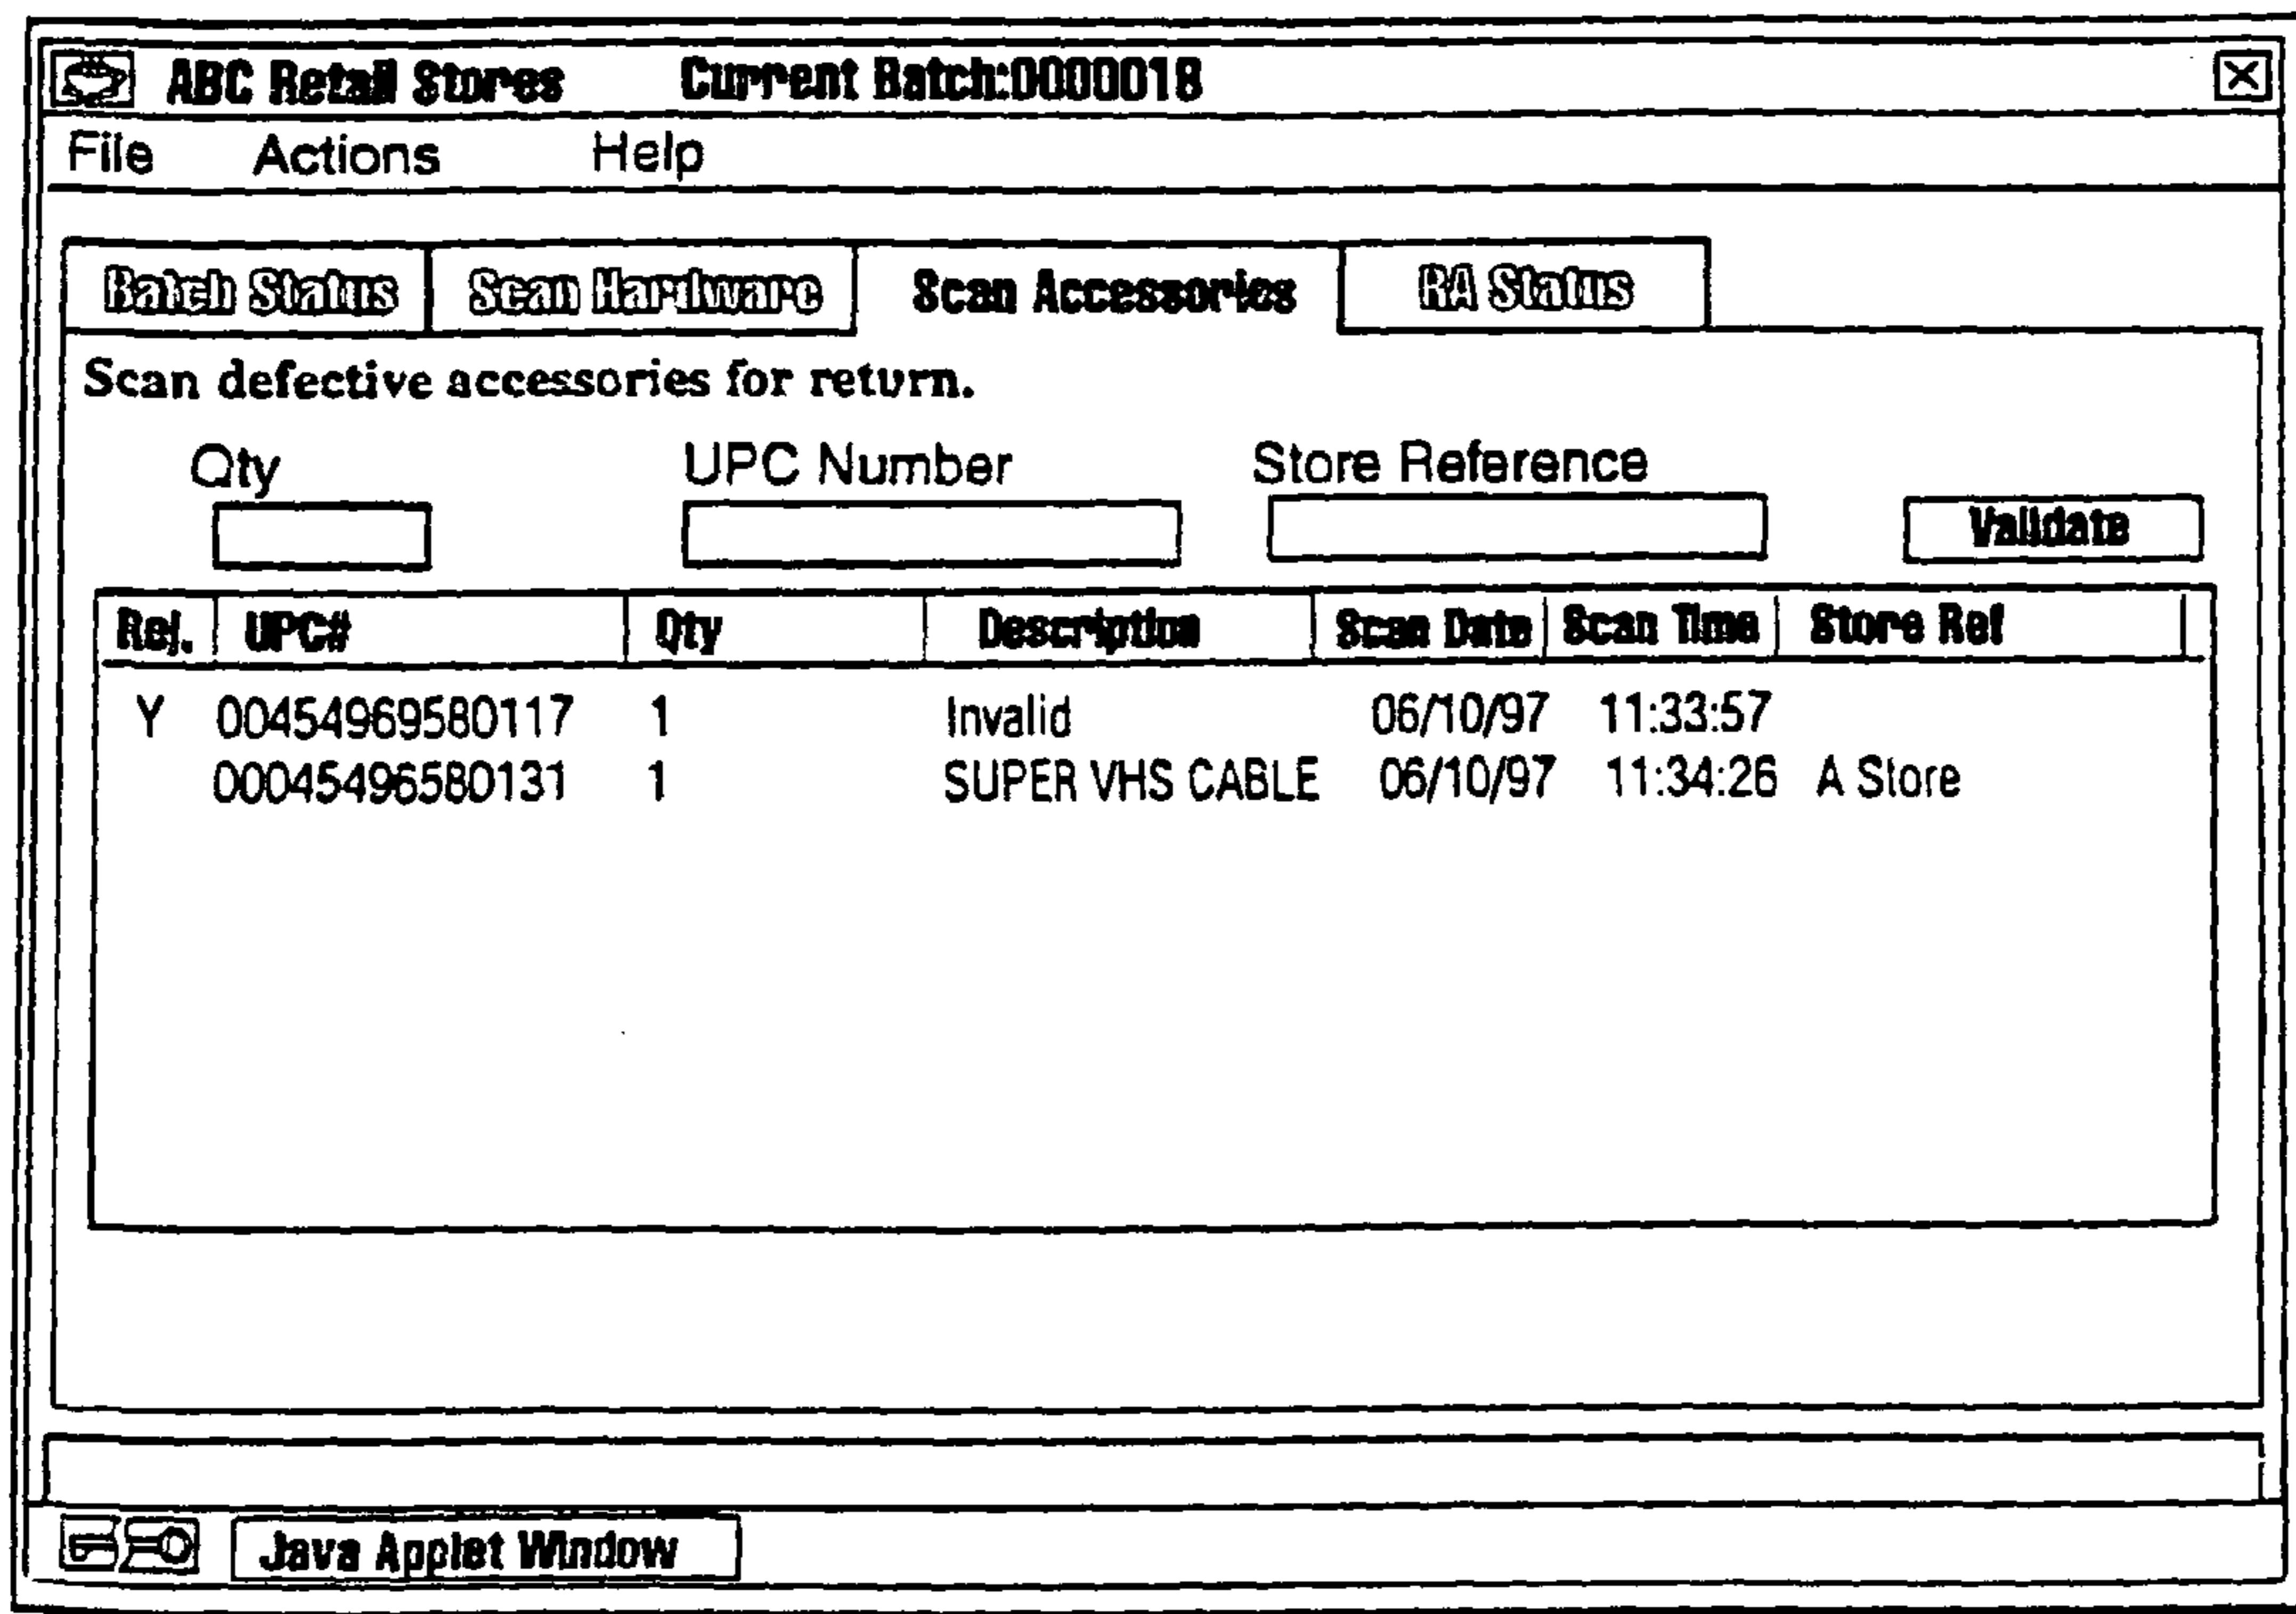 ABC Retail Stores Current Batch:0000018
File Actions Help
Batch Status Scan Hardware Scan Accessories RA Status
Scan defective accessories for return.
Qty UPC Number Store Reference
Validate
Rej. UPC# Qty Description Scan Date Scan Time Store Ref
Y 00454969580117 1 Invalid 06/10/97 11:33:57
00045496580131 1 SUPER VHS CABLE 06/10/97 11:34:26 A Store
Java Applet Window